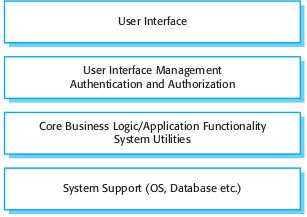 User Interface
User Interface Management
Authentication and Authorization
Core Business Logic/Application Functionality
System Utilities
System Support (OS, Database etc.)